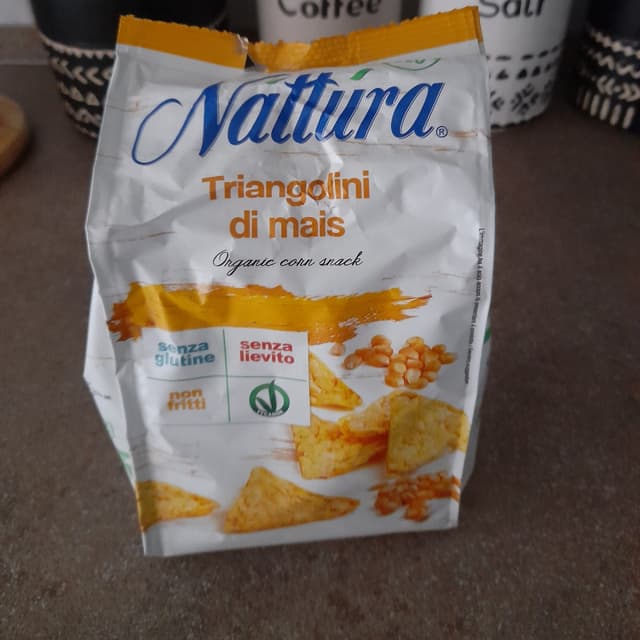 Coffee
Salt
Nattura®
Triangolini
di mais
Organic corn snack
senza
glutine
senza
lievito
non
fritti